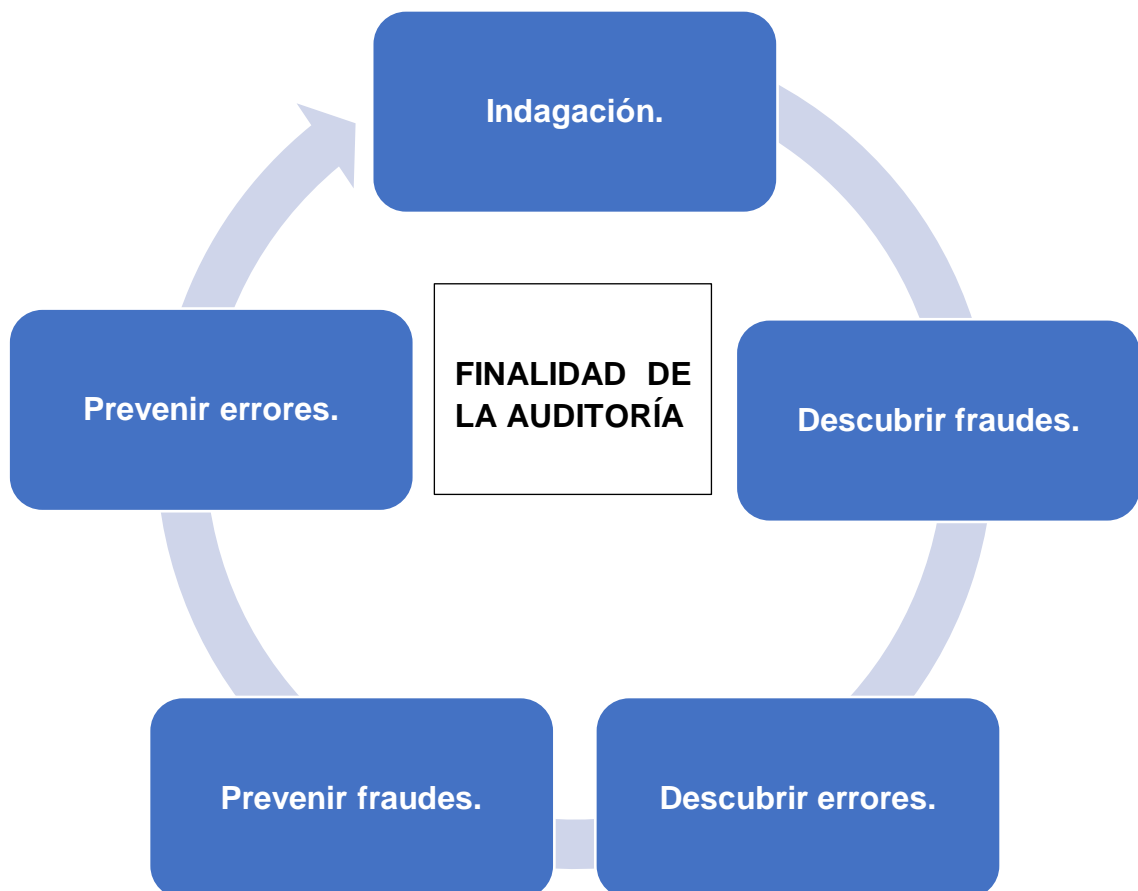 Indagación.
FINALIDAD DE
LA AUDITORÍA
Prevenir errores.
Descubrir fraudes.
Prevenir fraudes.
Descubrir errores.